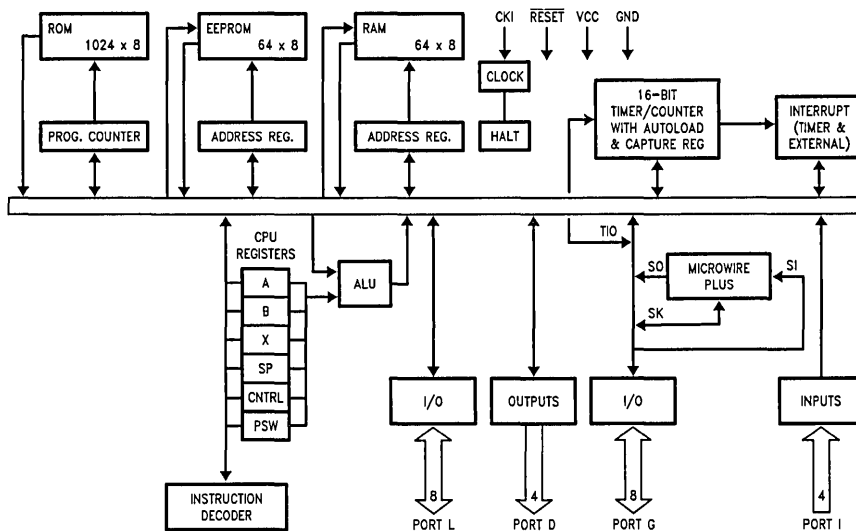 ROM
1024 x 8
EEPROM
64 x 8
RAM
64 x 8
CKI
RESET
VCC
GND
CLOCK
HALT
PROG. COUNTER
ADDRESS REG.
ADDRESS REG.
16-BIT
TIMER/COUNTER
WITH AUTOLOAD
& CAPTURE REG
INTERRUPT
(TIMER &
EXTERNAL)
CPU
REGISTERS
A
B
X
SP
CNTRL
PSW
ALU
TIO
SO
MICROWIRE
PLUS
SI
SK
I/O
OUTPUTS
I/O
INPUTS
INSTRUCTION
DECODER
8
4
8
4
PORT L
PORT D
PORT G
PORT I